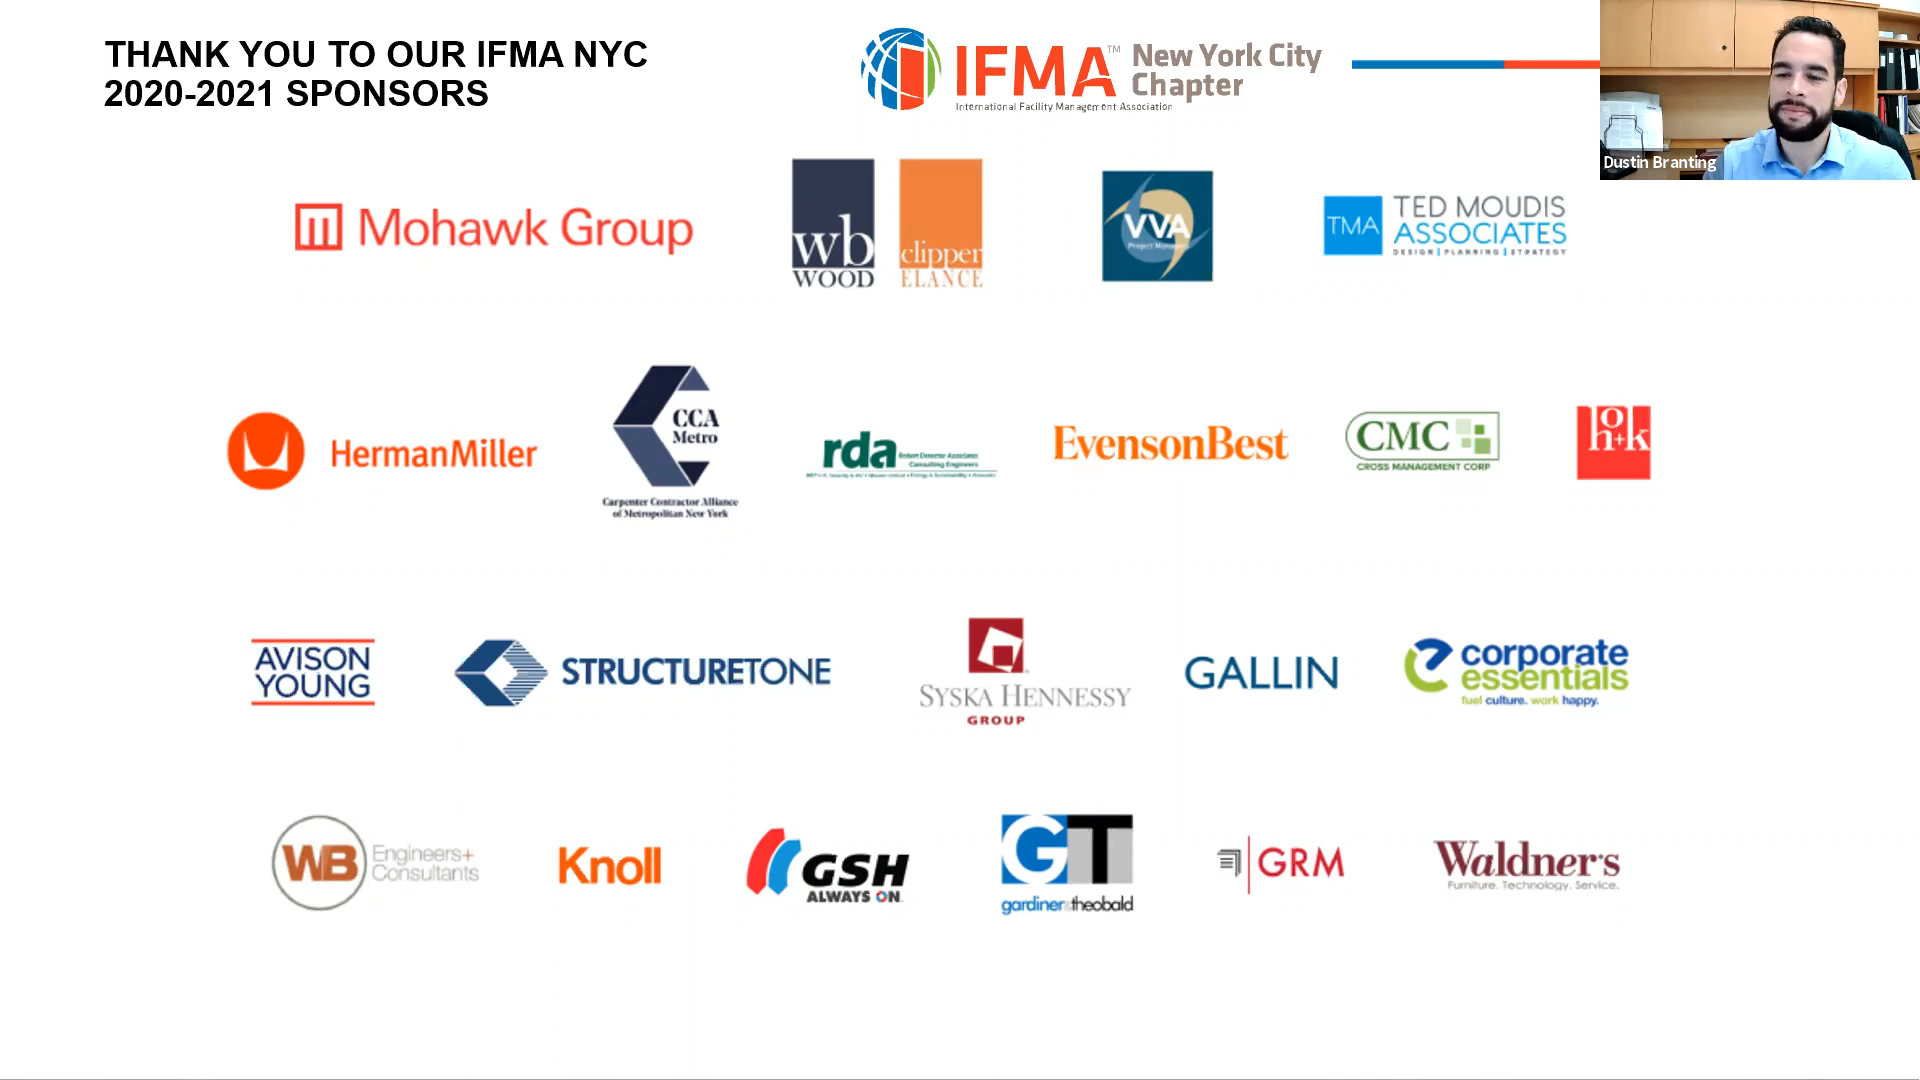 THANK YOU TO OUR IFMA NYC
2020-2021 SPONSORS
IFMA™ New York City
Chapter
International Facility Management Association
Dustin Branting
Mohawk Group
wb
WOOD
clipper
ELANCE
VVA
TMA
TED MOUDIS
ASSOCIATES
DESIGN | PLANNING | STRATEGY
HermanMiller
CCA
Metro
Carpenter Contractor Alliance
of Metropolitan New York
rda
Consulting Engineers
EvensonBest
CMC
CROSS MANAGEMENT CORP
ho+k
AVISON
YOUNG
STRUCTURETONE
SYSKA HENNESSY
GROUP
GALLIN
corporate
essentials
fuel culture. work happy.
WB Engineers+
Consultants
Knoll
GSH
ALWAYS ON
GT
gardiner&theobald
GRM
Waldner's
Furniture. Technology. Service.